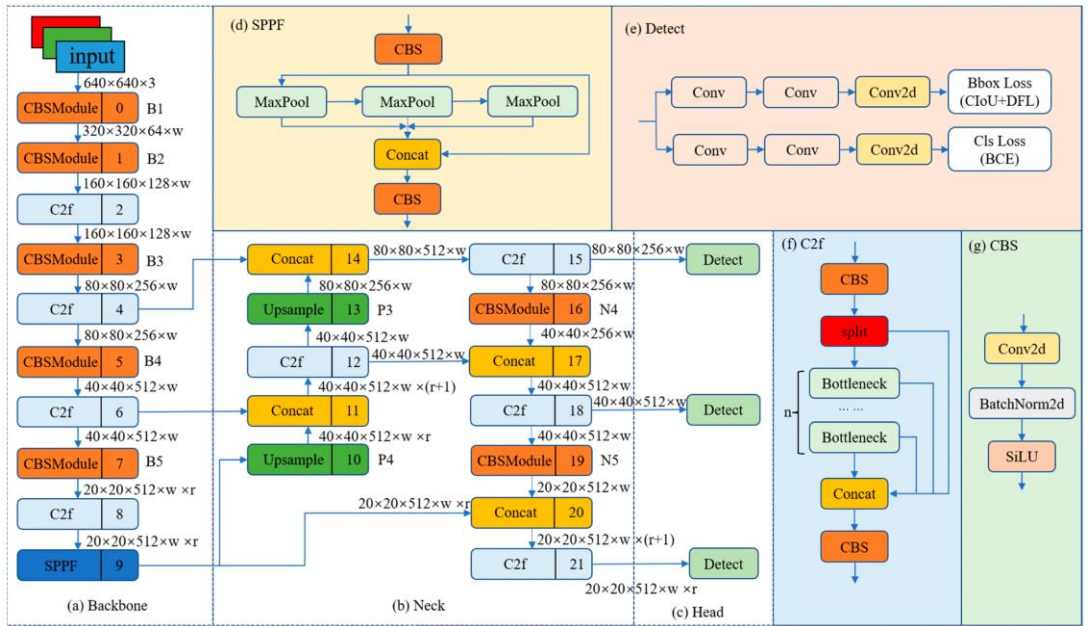 input
640×640×3
CBSModule 0 B1
320×320×64×w
CBSModule 1 B2
160×160×128×w
C2f 2
160×160×128×w
CBSModule 3 B3
80×80×256×w
C2f 4
80×80×256×w
CBSModule 5 B4
40×40×512×w
C2f 6
40×40×512×w
CBSModule 7 B5
20×20×512×w ×r
C2f 8
20×20×512×w ×r
SPPF 9
(a) Backbone
(d) SPPF
CBS
MaxPool MaxPool MaxPool
Concat
CBS
(e) Detect
Conv Conv Conv2d Bbox Loss
(CIoU+DFL)
Conv Conv Conv2d Cls Loss
(BCE)
Concat 14
80×80×512×w
80×80×256×w
Upsample 13 P3
40×40×512×w
C2f 12
40×40×512×w
40×40×512×w ×(r+1)
Concat 11
40×40×512×w ×r
Upsample 10 P4
20×20×512×w ×r
C2f 15
80×80×256×w
80×80×256×w
CBSModule 16 N4
40×40×256×w
Concat 17
40×40×512×w
C2f 18
40×40×512×w
40×40×512×w
CBSModule 19 N5
20×20×512×w
Concat 20
20×20×512×w ×(r+1)
C2f 21
20×20×512×w ×r
(b) Neck
Detect
Detect
Detect
(c) Head
(f) C2f
CBS
split
Bottleneck
n
... ...
Bottleneck
Concat
CBS
(g) CBS
Conv2d
BatchNorm2d
SiLU